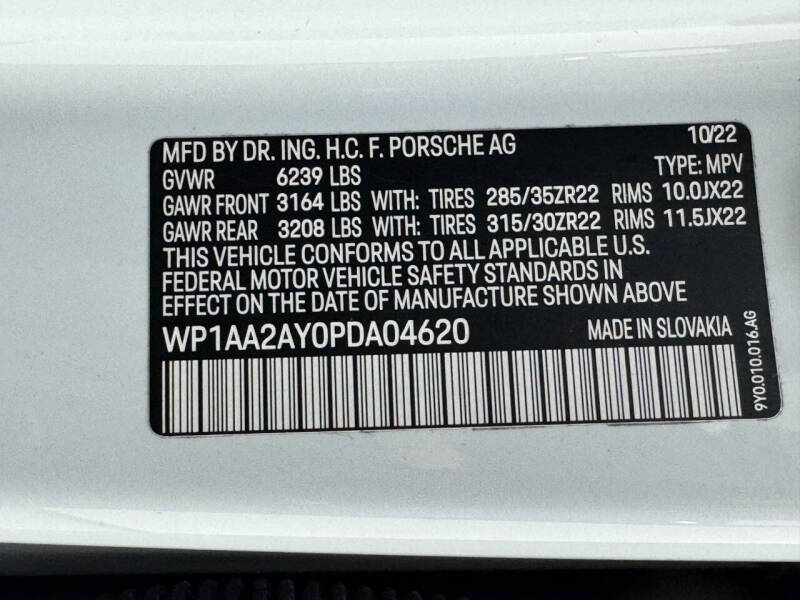 MFD BY DR. ING. H.C. F. PORSCHE AG 10/22
GVWR 6239 LBS TYPE: MPV
GAWR FRONT 3164 LBS WITH: TIRES 285/35ZR22 RIMS 10.0JX22
GAWR REAR 3208 LBS WITH: TIRES 315/30ZR22 RIMS 11.5JX22
THIS VEHICLE CONFORMS TO ALL APPLICABLE U.S.
FEDERAL MOTOR VEHICLE SAFETY STANDARDS IN
EFFECT ON THE DATE OF MANUFACTURE SHOWN ABOVE
WP1AA2AY0PDA04620 MADE IN SLOVAKIA
9Y0.010.016.AG